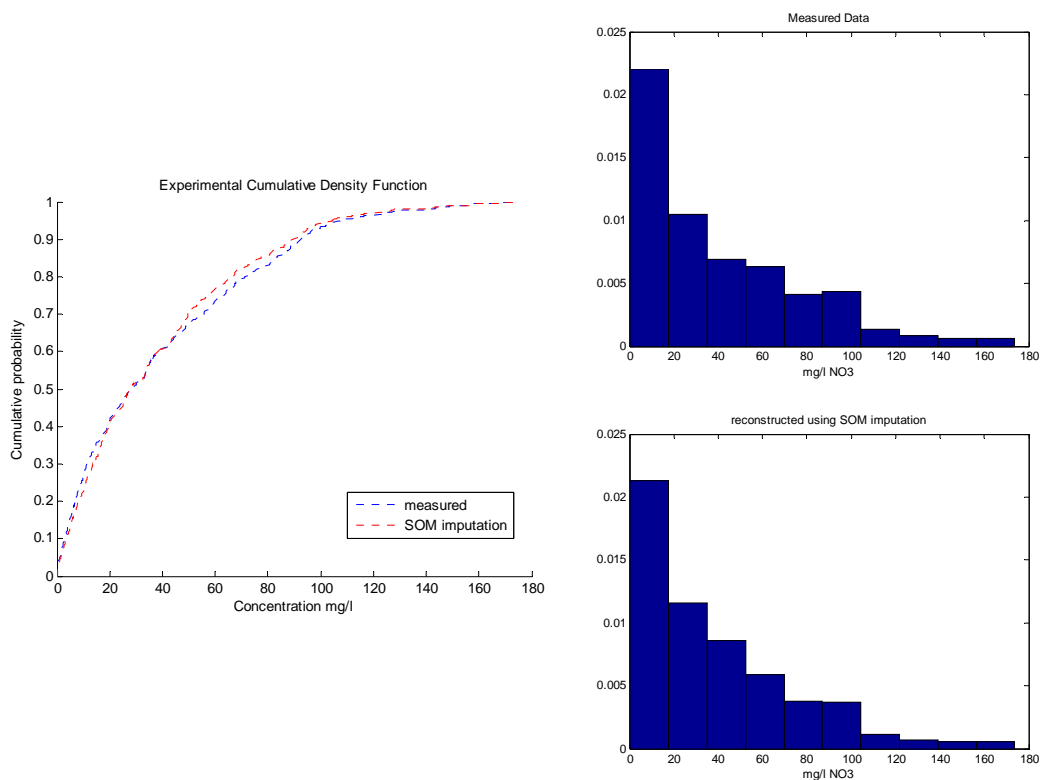 Experimental Cumulative Density Function
1
0.9
0.8
0.7
0.6
0.5
0.4
0.3
0.2
0.1
0
Cumulative probability
measured
SOM imputation
0 20 40 60 80 100 120 140 160 180
Concentration mg/l
Measured Data
0.025
0.02
0.015
0.01
0.005
0
0 20 40 60 80 100 120 140 160 180
mg/l NO3
reconstructed using SOM imputation
0.025
0.02
0.015
0.01
0.005
0
0 20 40 60 80 100 120 140 160 180
mg/l NO3